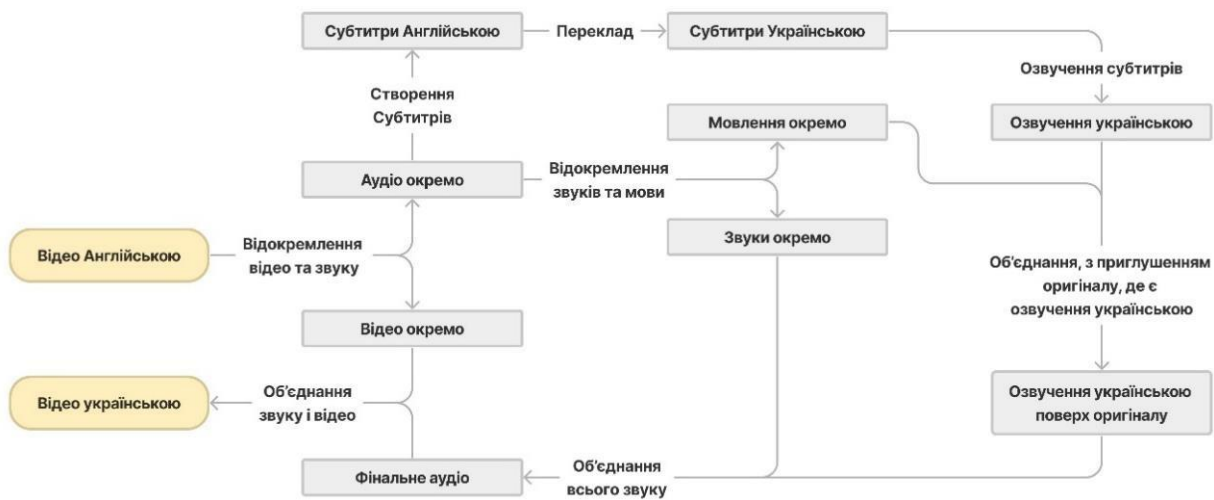 Субтитри Англійською
Переклад
Субтитри Українською
Озвучення субтитрів
Створення
Субтитрів
Мовлення окремо
Озвучення українською
Аудіо окремо
Відокремлення
звуків та мови
Звуки окремо
Відео Англійською
Відокремлення
відео та звуку
Об'єднання, з приглушенням
оригіналу, де є
озвучення українською
Відео окремо
Відео українською
Об'єднання
звуку і відео
Озвучення українською
поверх оригіналу
Фінальне аудіо
Об'єднання
всього звуку